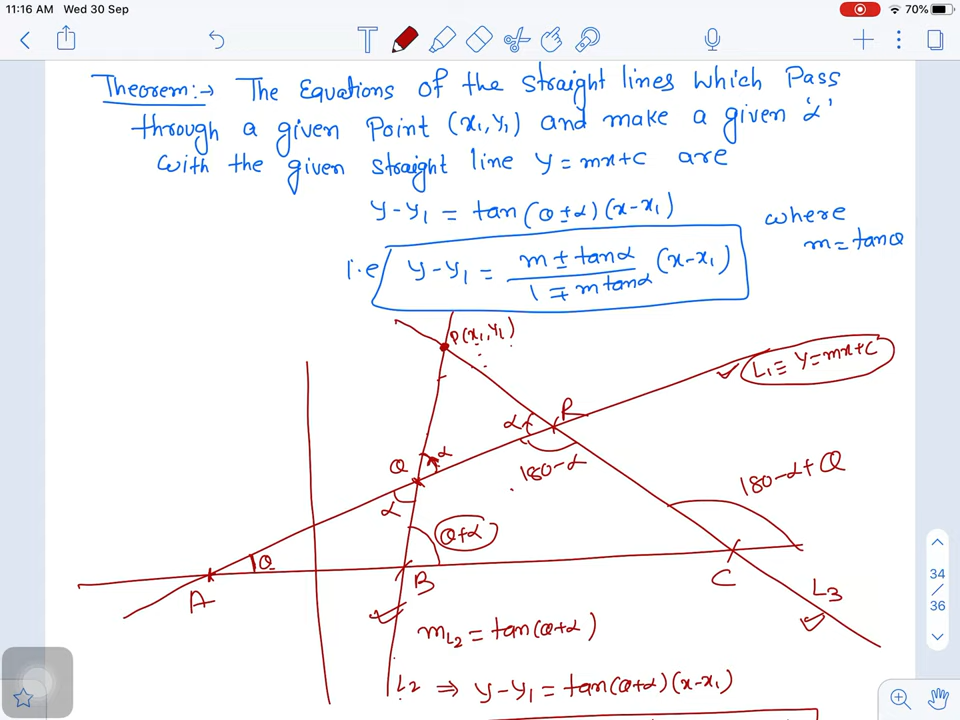 11:16 AM Wed 30 Sep
70%
Theorem:→ The Equations of the straight lines which Pass
through a given Point (x₁,y₁) and make a given 'α'
with the given straight line y = mx+c are
y-y₁ = tan(θ±α)(x-x₁)
where
m = tanθ
i.e y-y₁ = (m ± tanα)/(1 ∓ m tanα) (x-x₁)
P(x₁,y₁)
L₁ ≡ y=mx+c
R
α
Q
α
180-α
180-α+θ
α
θ+α
θ
A
B
C
L₃
m_L₂ = tan(θ+α)
L₂ ⇒ y-y₁ = tan(θ+α)(x-x₁)
34
/
36